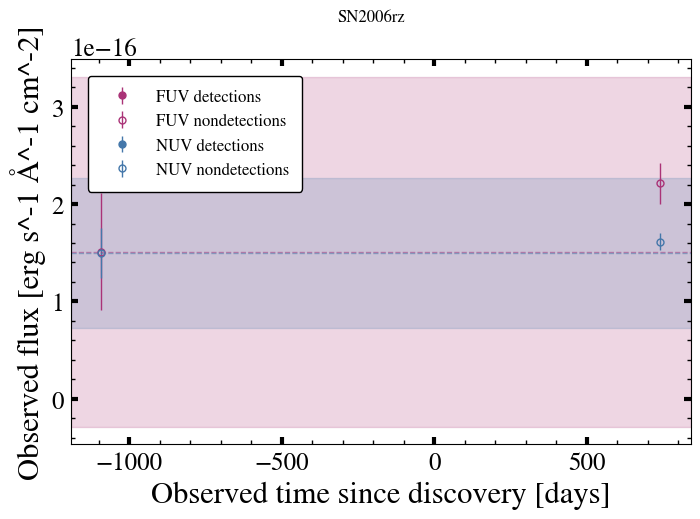 SN2006rz
1e−16
FUV detections
FUV nondetections
NUV detections
NUV nondetections
3
2
1
0
Observed flux [erg s^-1 Å^-1 cm^-2]
−1000 −500 0 500
Observed time since discovery [days]